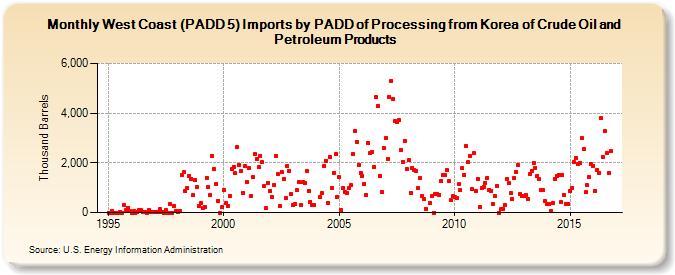 Monthly West Coast (PADD 5) Imports by PADD of Processing from Korea of Crude Oil and
Petroleum Products
Thousand Barrels
6,000
4,000
2,000
0
1995
2000
2005
2010
2015
Source: U.S. Energy Information Administration